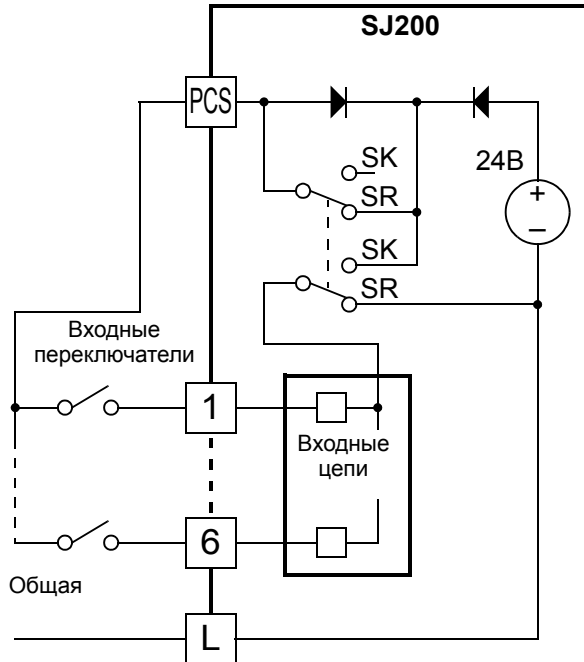 SJ200
PCS
SK
24В
SR
+
–
SK
SR
Входные
переключатели
1
Входные
цепи
6
Общая
L